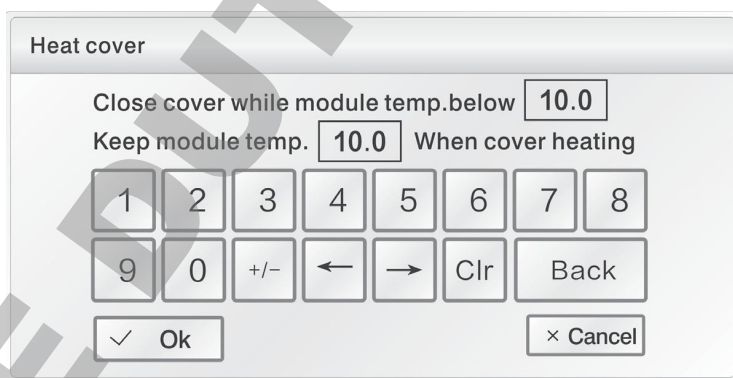 Heat cover
Close cover while module temp.below 10.0
Keep module temp. 10.0 When cover heating
1 2 3 4 5 6 7 8
9 0 +/− ← → Clr Back
✓ Ok × Cancel